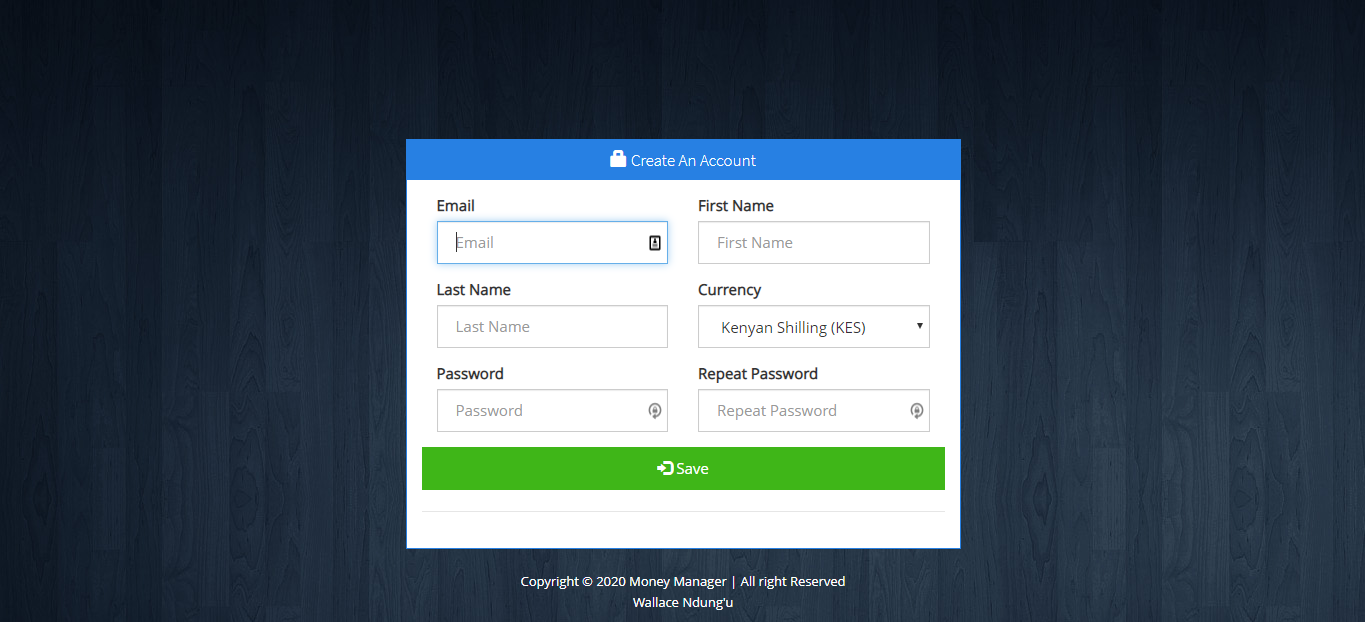 Create An Account
Email First Name
Email First Name
Last Name Currency
Last Name Kenyan Shilling (KES)
Password Repeat Password
Password Repeat Password
Save
Copyright © 2020 Money Manager | All right Reserved
Wallace Ndung'u